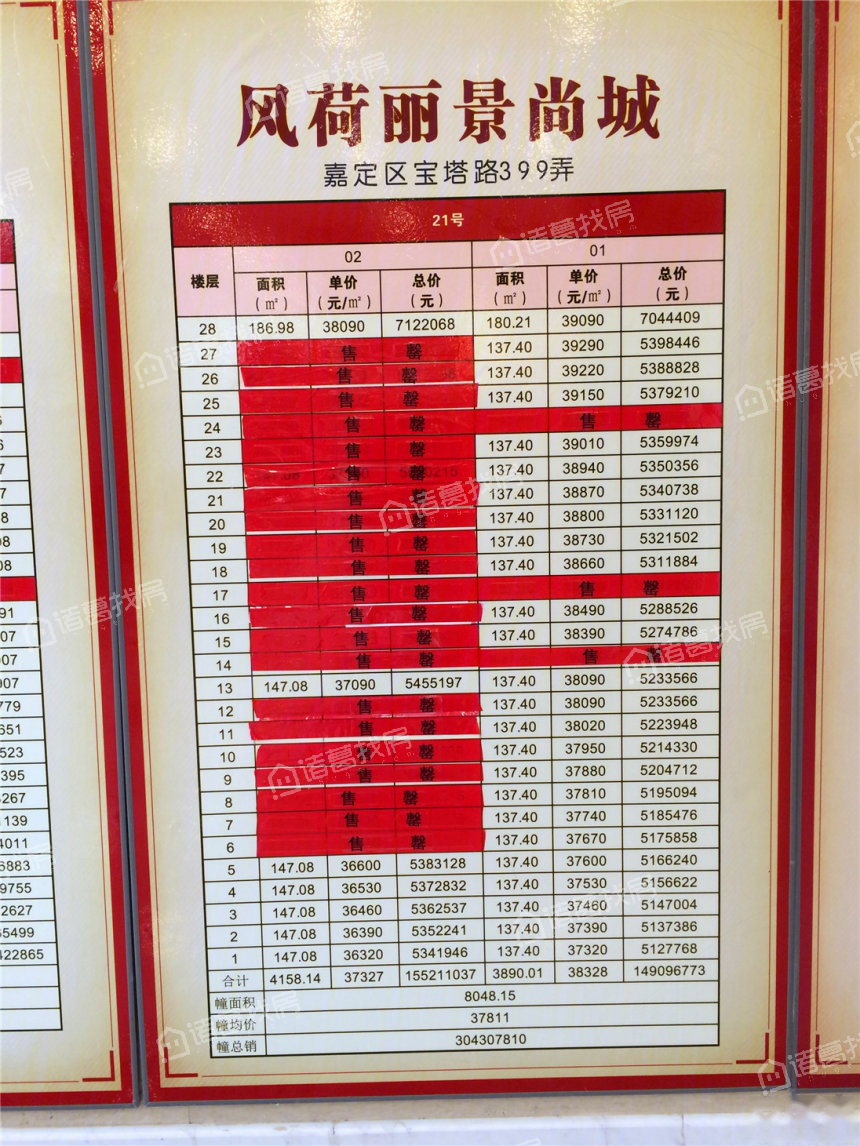 风荷丽景尚城
嘉定区宝塔路399弄
21号
楼层 02 01
面积（㎡） 单价（元/㎡） 总价（元） 面积（㎡） 单价（元/㎡） 总价（元）
28 186.98 38090 7122068 180.21 39090 7044409
27 售 罄 137.40 39290 5398446
26 售 罄 137.40 39220 5388828
25 售 罄 137.40 39150 5379210
24 售 罄 售 罄
23 售 罄 137.40 39010 5359974
22 售 罄 137.40 38940 5350356
21 售 罄 137.40 38870 5340738
20 售 罄 137.40 38800 5331120
19 售 罄 137.40 38730 5321502
18 售 罄 137.40 38660 5311884
17 售 罄 售 罄
16 售 罄 137.40 38490 5288526
15 售 罄 137.40 38390 5274786
14 售 罄 售 罄
13 147.08 37090 5455197 137.40 38090 5233566
12 售 罄 137.40 38090 5233566
11 售 罄 137.40 38020 5223948
10 售 罄 137.40 37950 5214330
9 售 罄 137.40 37880 5204712
8 售 罄 137.40 37810 5195094
7 售 罄 137.40 37740 5185476
6 售 罄 137.40 37670 5175858
5 147.08 36600 5383128 137.40 37600 5166240
4 147.08 36530 5372832 137.40 37530 5156622
3 147.08 36460 5362537 137.40 37460 5147004
2 147.08 36390 5352241 137.40 37390 5137386
1 147.08 36320 5341946 137.40 37320 5127768
合计 4158.14 37327 155211037 3890.01 38328 149096773
幢面积 8048.15
幢均价 37811
幢总销 304307810
诸葛找房